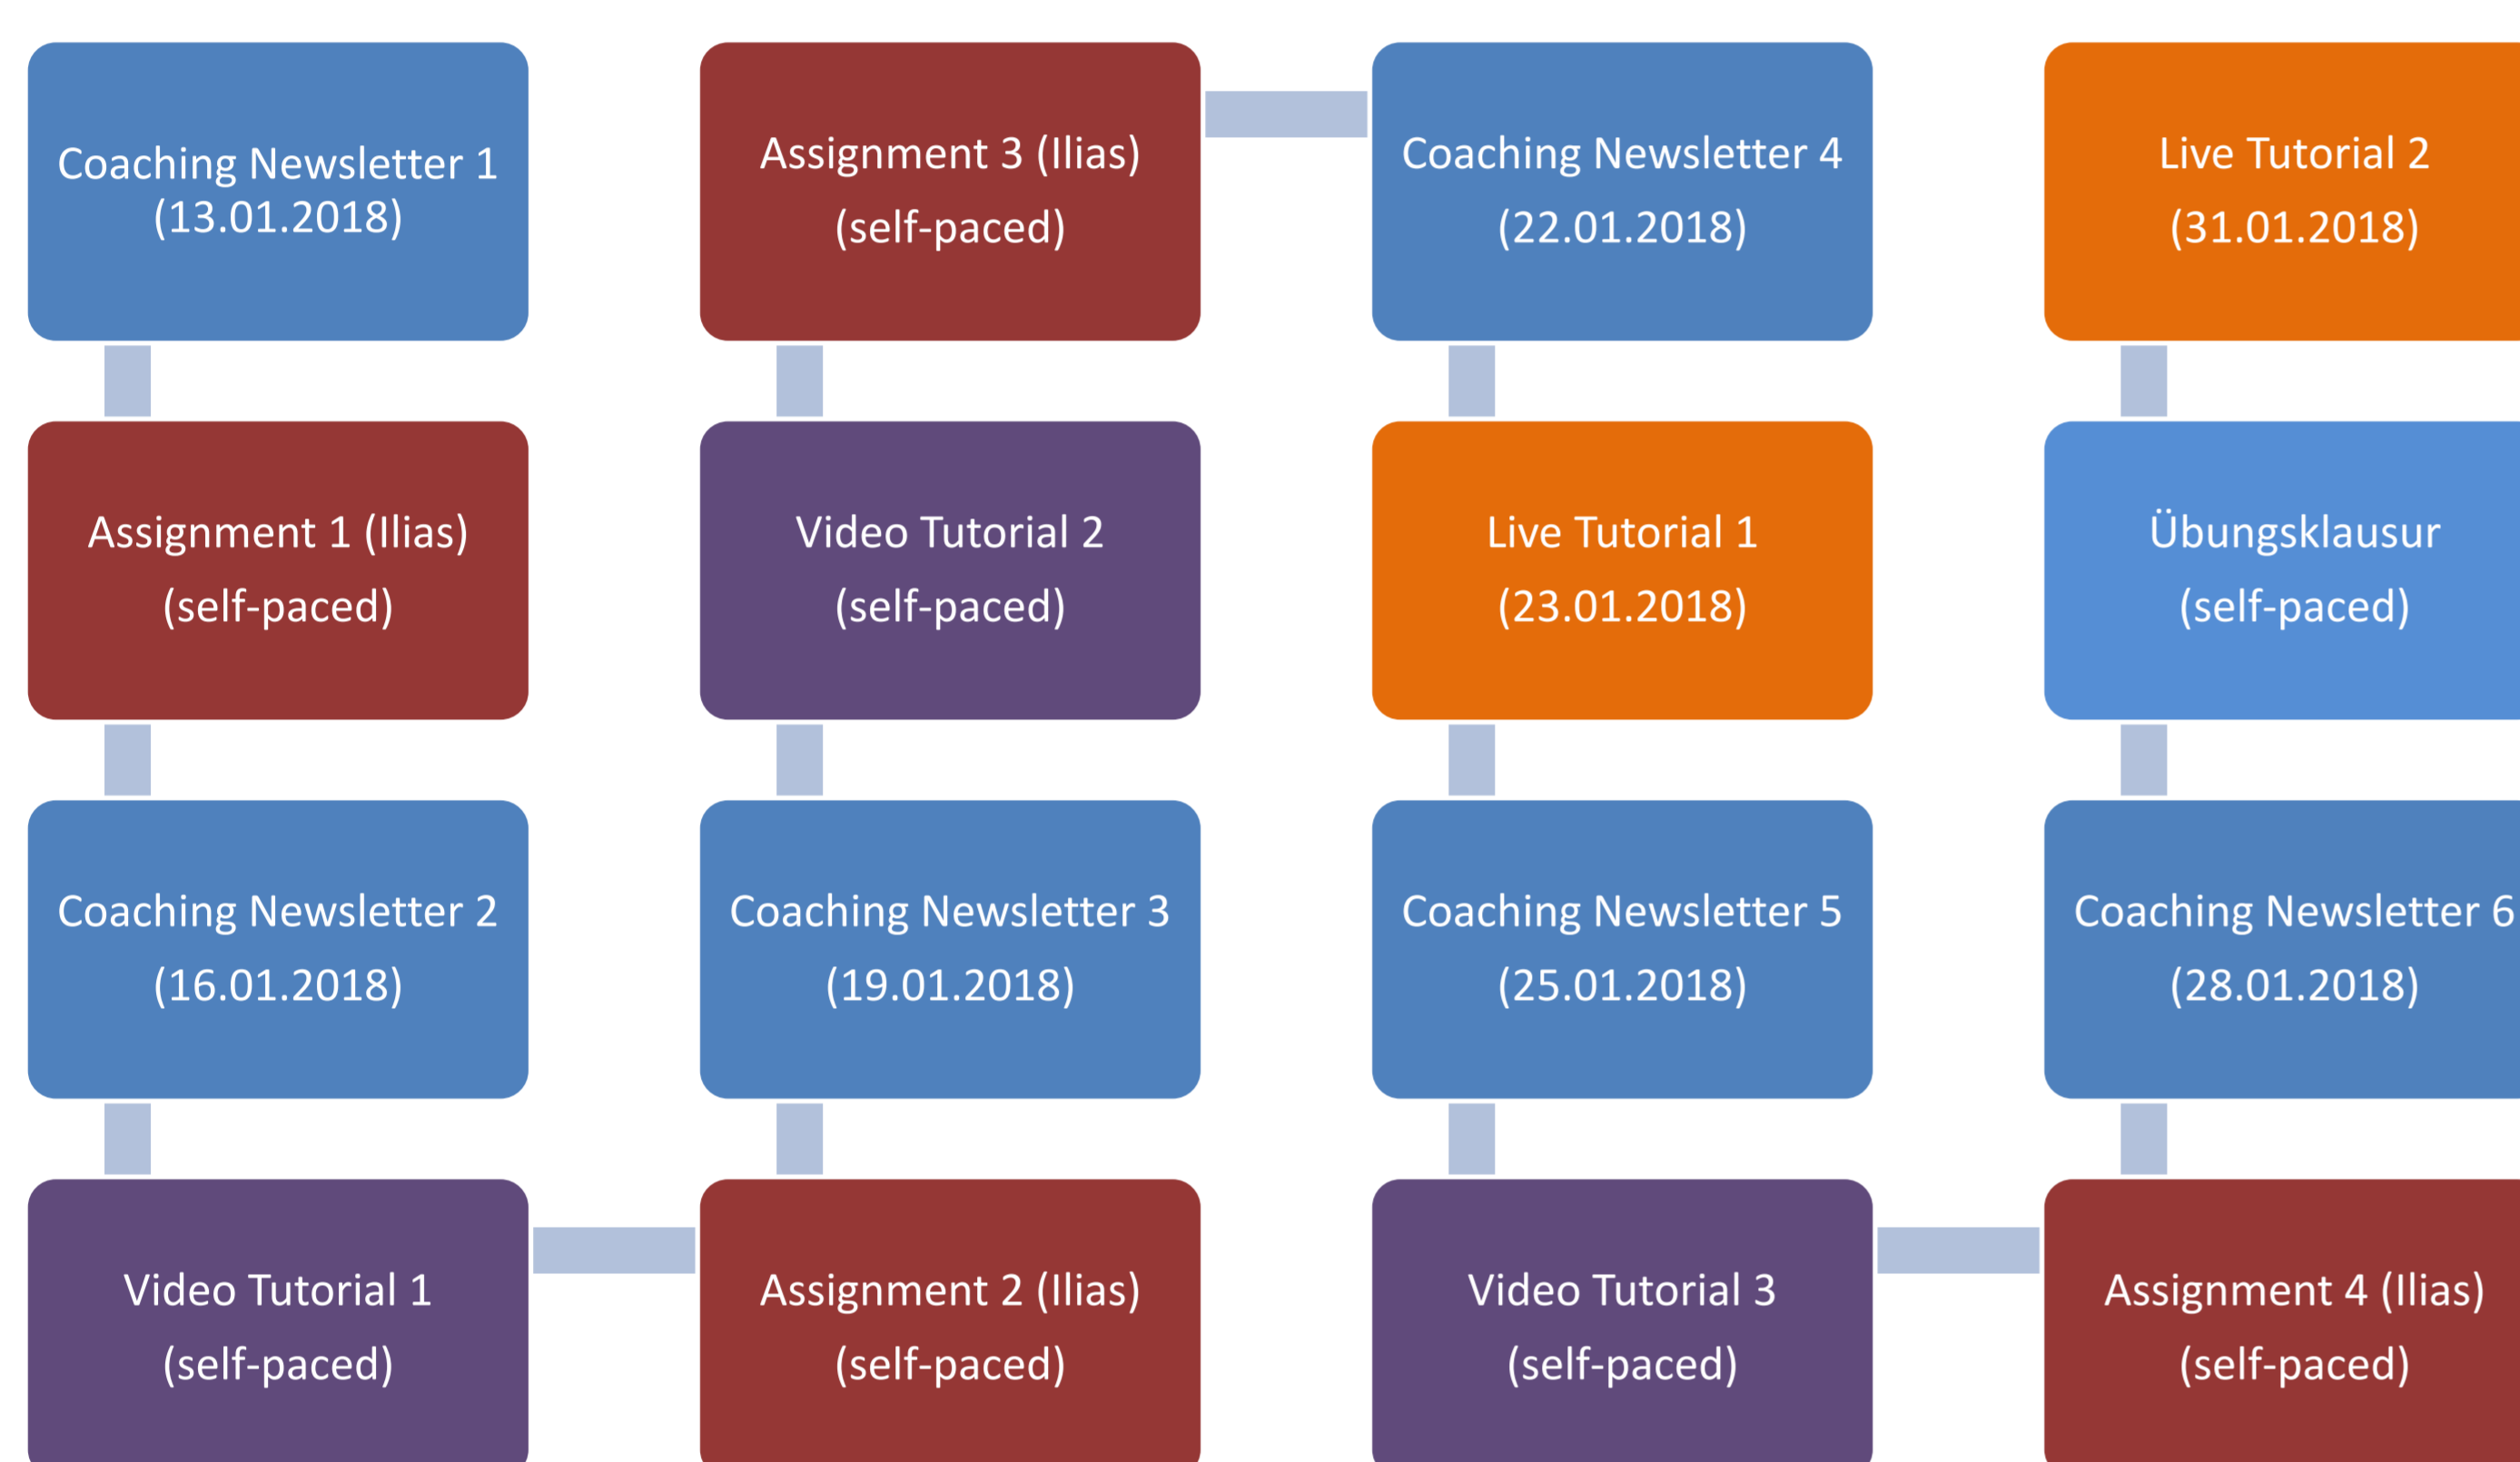 Coaching Newsletter 1
(13.01.2018)
Assignment 1 (Ilias)
(self-paced)
Coaching Newsletter 2
(16.01.2018)
Video Tutorial 1
(self-paced)
Assignment 2 (Ilias)
(self-paced)
Coaching Newsletter 3
(19.01.2018)
Video Tutorial 2
(self-paced)
Assignment 3 (Ilias)
(self-paced)
Coaching Newsletter 4
(22.01.2018)
Live Tutorial 1
(23.01.2018)
Coaching Newsletter 5
(25.01.2018)
Video Tutorial 3
(self-paced)
Assignment 4 (Ilias)
(self-paced)
Coaching Newsletter 6
(28.01.2018)
Übungsklausur
(self-paced)
Live Tutorial 2
(31.01.2018)